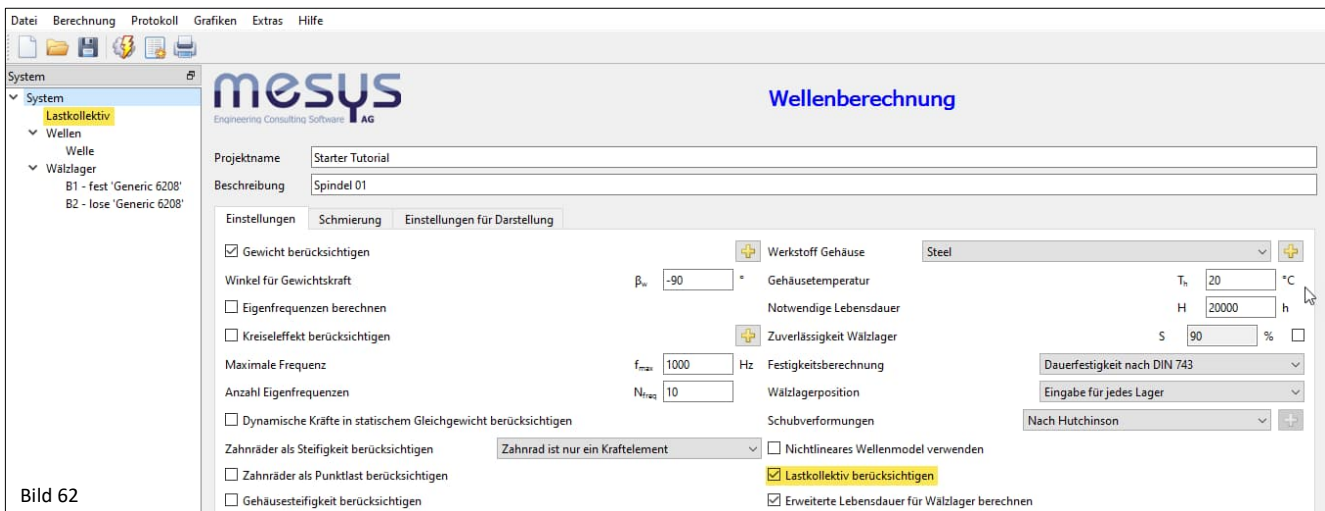 Datei Berechnung Protokoll Grafiken Extras Hilfe
System
System
Lastkollektiv
Wellen
Welle
Wälzlager
B1 - fest 'Generic 6208'
B2 - lose 'Generic 6208'
mesys
Engineering Consulting Software AG
Wellenberechnung
Projektname Starter Tutorial
Beschreibung Spindel 01
Einstellungen Schmierung Einstellungen für Darstellung
Gewicht berücksichtigen Werkstoff Gehäuse Steel
Winkel für Gewichtskraft βw -90 ° Gehäusetemperatur Th 20 °C
Eigenfrequenzen berechnen Notwendige Lebensdauer H 20000 h
Kreiseleffekt berücksichtigen Zuverlässigkeit Wälzlager S 90 %
Maximale Frequenz fmax 1000 Hz Festigkeitsberechnung Dauerfestigkeit nach DIN 743
Anzahl Eigenfrequenzen Nfreq 10 Wälzlagerposition Eingabe für jedes Lager
Dynamische Kräfte in statischem Gleichgewicht berücksichtigen Schubverformungen Nach Hutchinson
Zahnräder als Steifigkeit berücksichtigen Zahnrad ist nur ein Kraftelement Nichtlineares Wellenmodel verwenden
Zahnräder als Punktlast berücksichtigen Lastkollektiv berücksichtigen
Gehäusesteifigkeit berücksichtigen Erweiterte Lebensdauer für Wälzlager berechnen
Bild 62